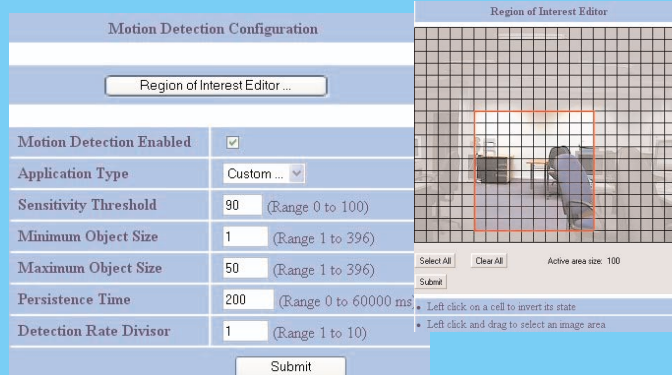 Motion Detection Configuration
Region of Interest Editor ...
Motion Detection Enabled
Application Type Custom ...
Sensitivity Threshold 90 (Range 0 to 100)
Minimum Object Size 1 (Range 1 to 396)
Maximum Object Size 50 (Range 1 to 396)
Persistence Time 200 (Range 0 to 60000 ms
Detection Rate Divisor 1 (Range 1 to 10)
Submit
Region of Interest Editor
Select All Clear All Active area size: 100
Submit
• Left click on a cell to invert its state
• Left click and drag to select an image area